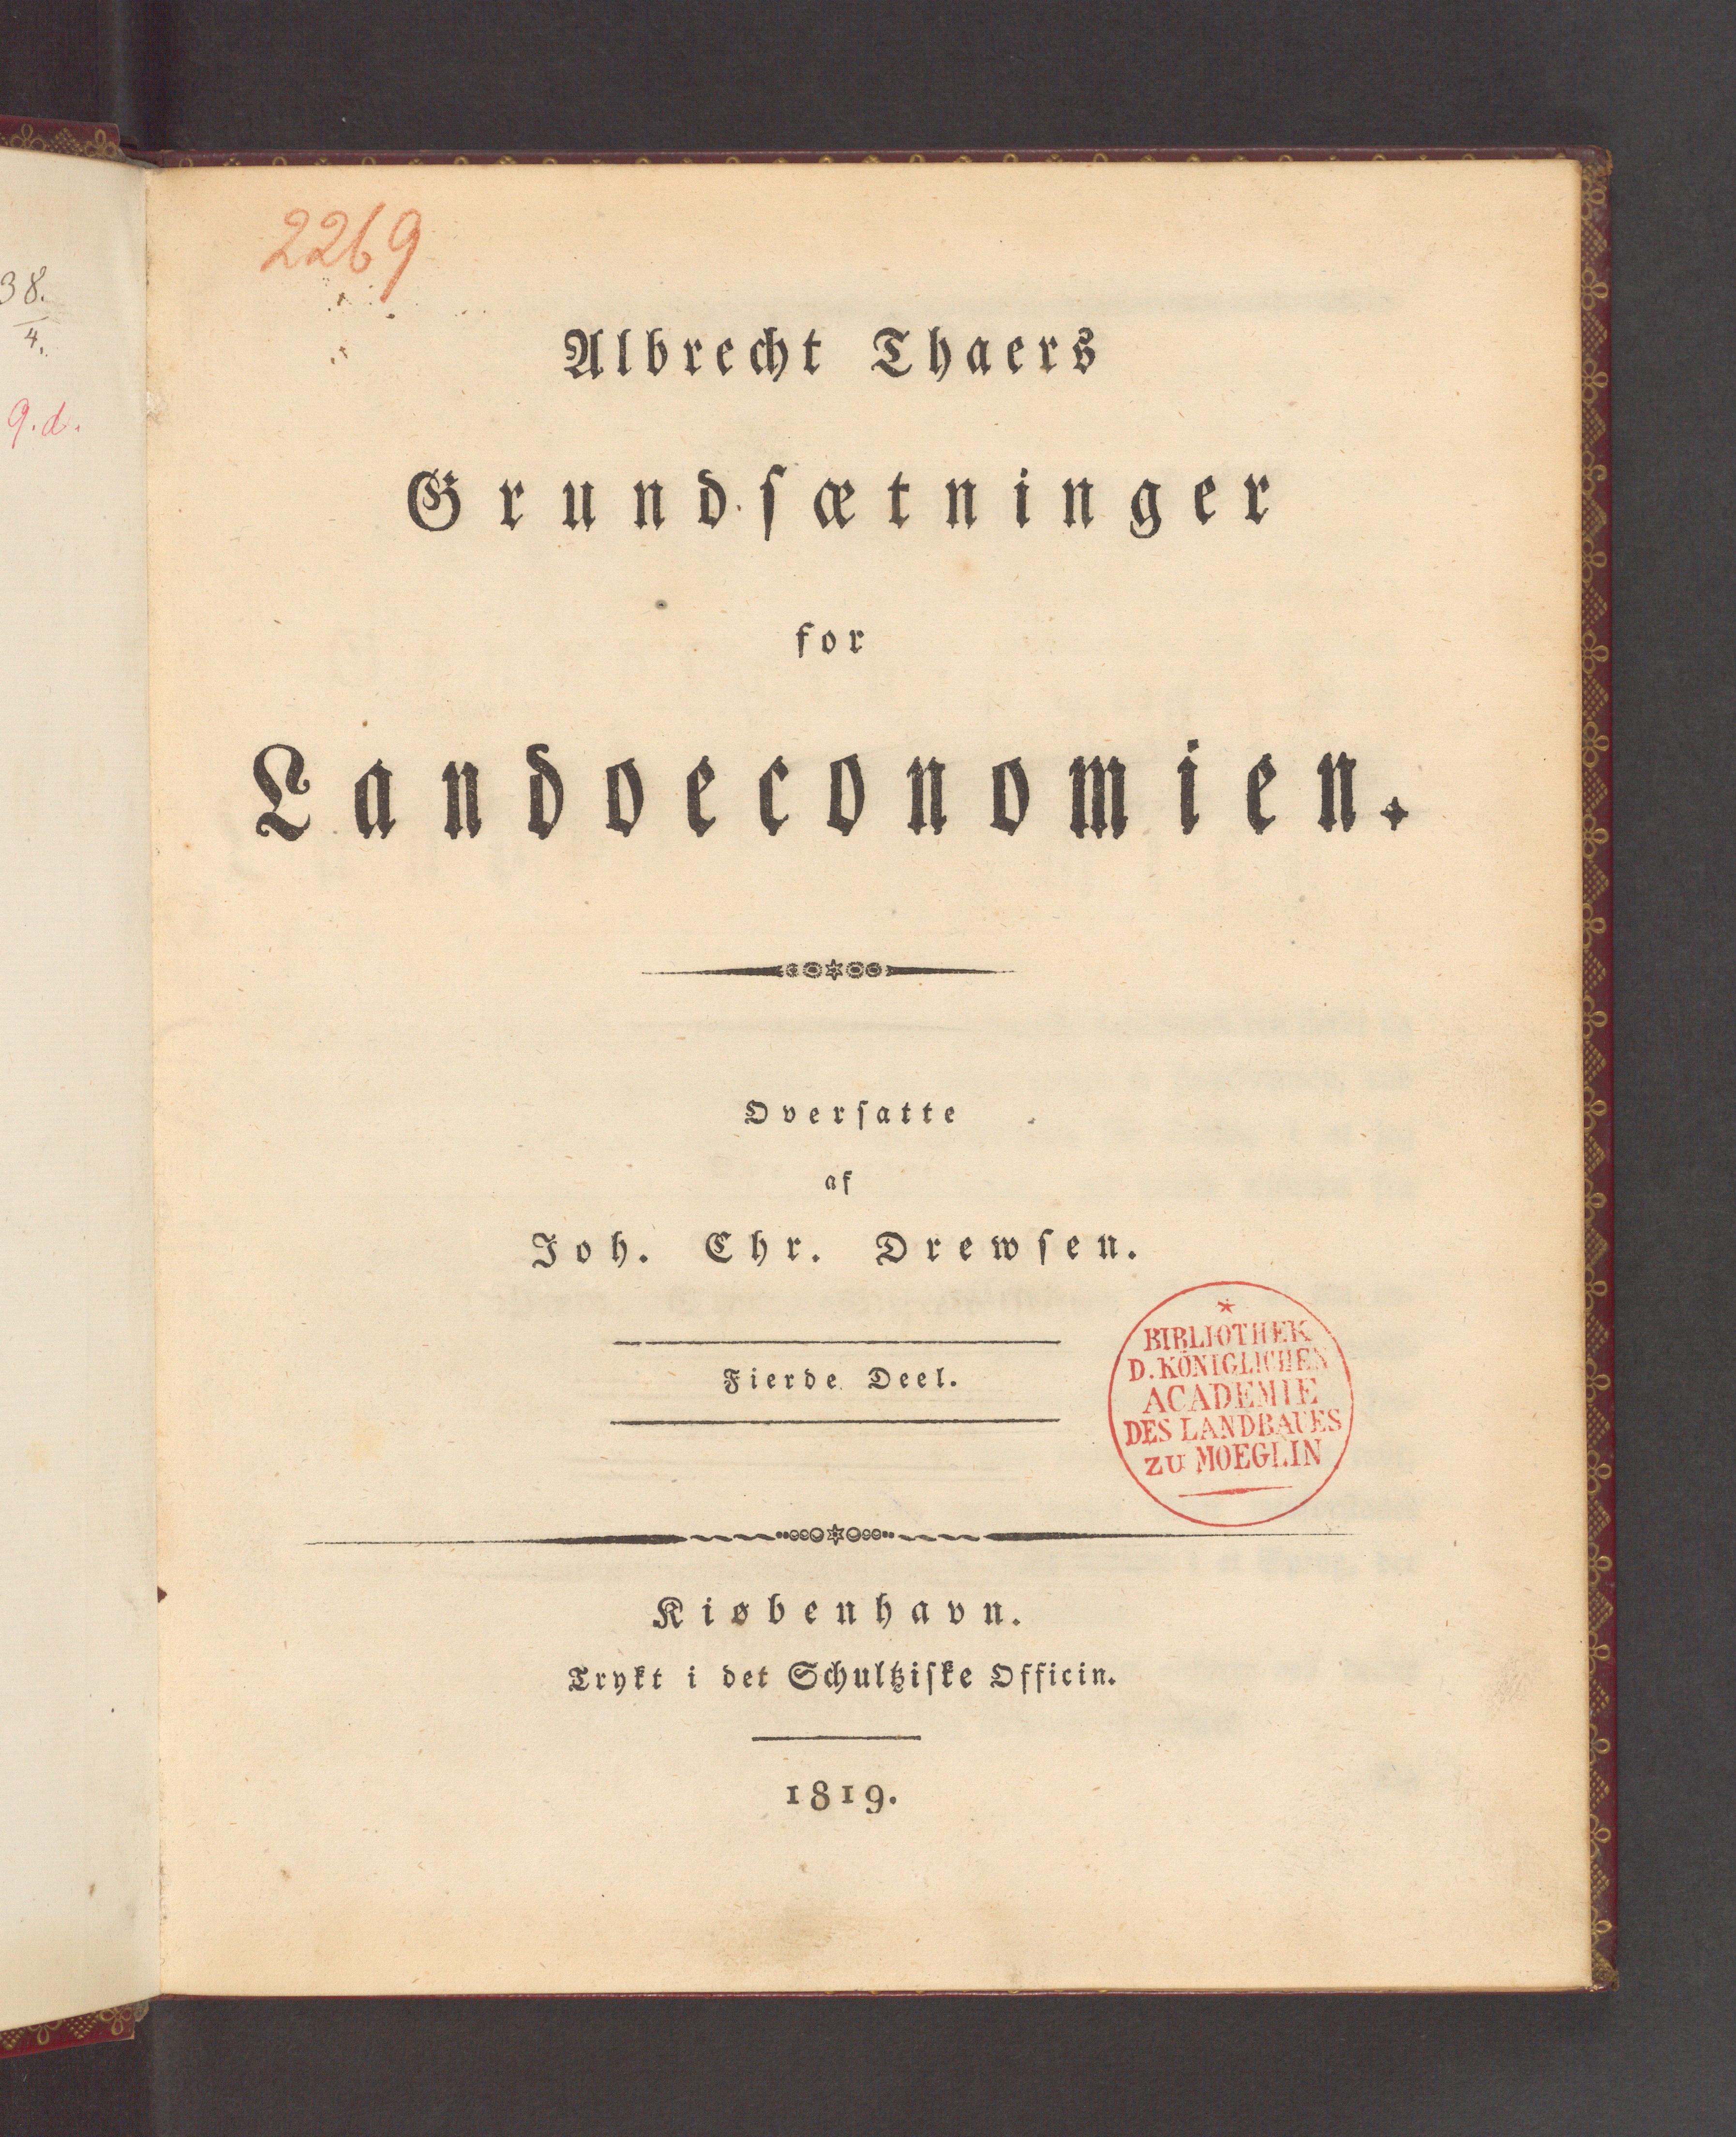 38.
4.
9.d.
2269
Albrecht Thaers
Grundſætninger
for
Landoeconomien.
Overſatte
af
Joh. Chr. Drewſen.
Fierde Deel.
*
BIBLIOTHEK
D. KÖNIGLICHEN
ACADEMIE
DES LANDBAUES
ZU MOEGLIN
Kiøbenhavn.
Trykt i det Schultziſke Officin.
1819.